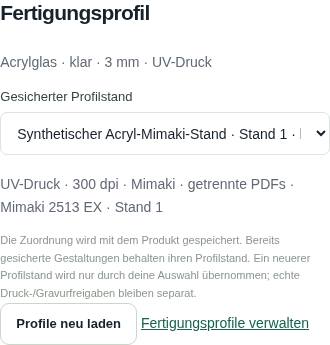 Fertigungsprofil
Acrylglas · klar · 3 mm · UV-Druck
Gesicherter Profilstand
Synthetischer Acryl-Mimaki-Stand · Stand 1 ·
UV-Druck · 300 dpi · Mimaki · getrennte PDFs ·
Mimaki 2513 EX · Stand 1
Die Zuordnung wird mit dem Produkt gespeichert. Bereits
gesicherte Gestaltungen behalten ihren Profilstand. Ein neuerer
Profilstand wird nur durch deine Auswahl übernommen; echte
Druck-/Gravurfreigaben bleiben separat.
Profile neu laden Fertigungsprofile verwalten